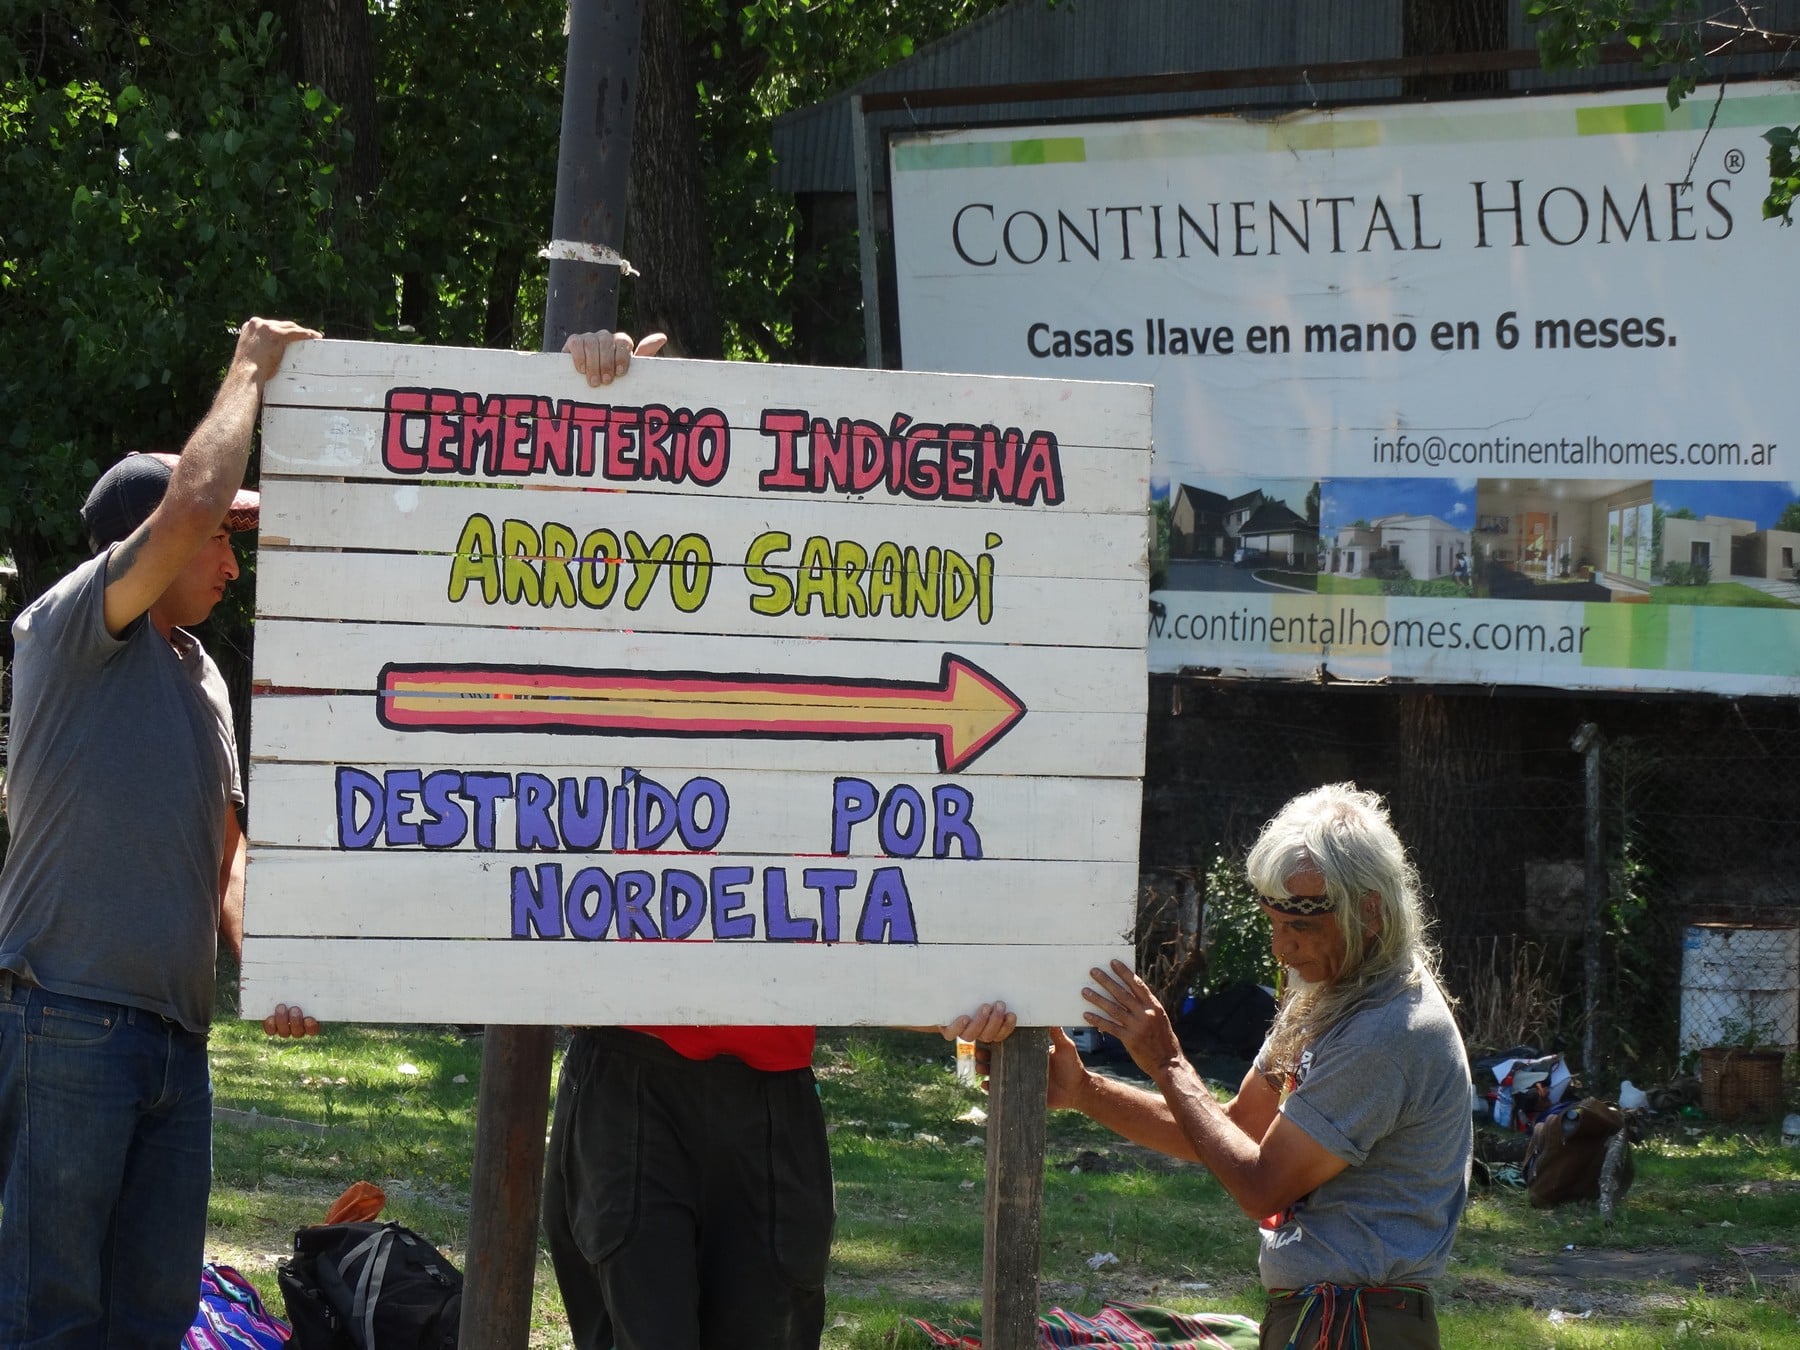 CEMENTERIO INDÍGENA
ARROYO SARANDÍ
DESTRUÍDO POR
NORDELTA
CONTINENTAL HOMES®
Casas llave en mano en 6 meses.
info@continentalhomes.com.ar
.continentalhomes.com.ar